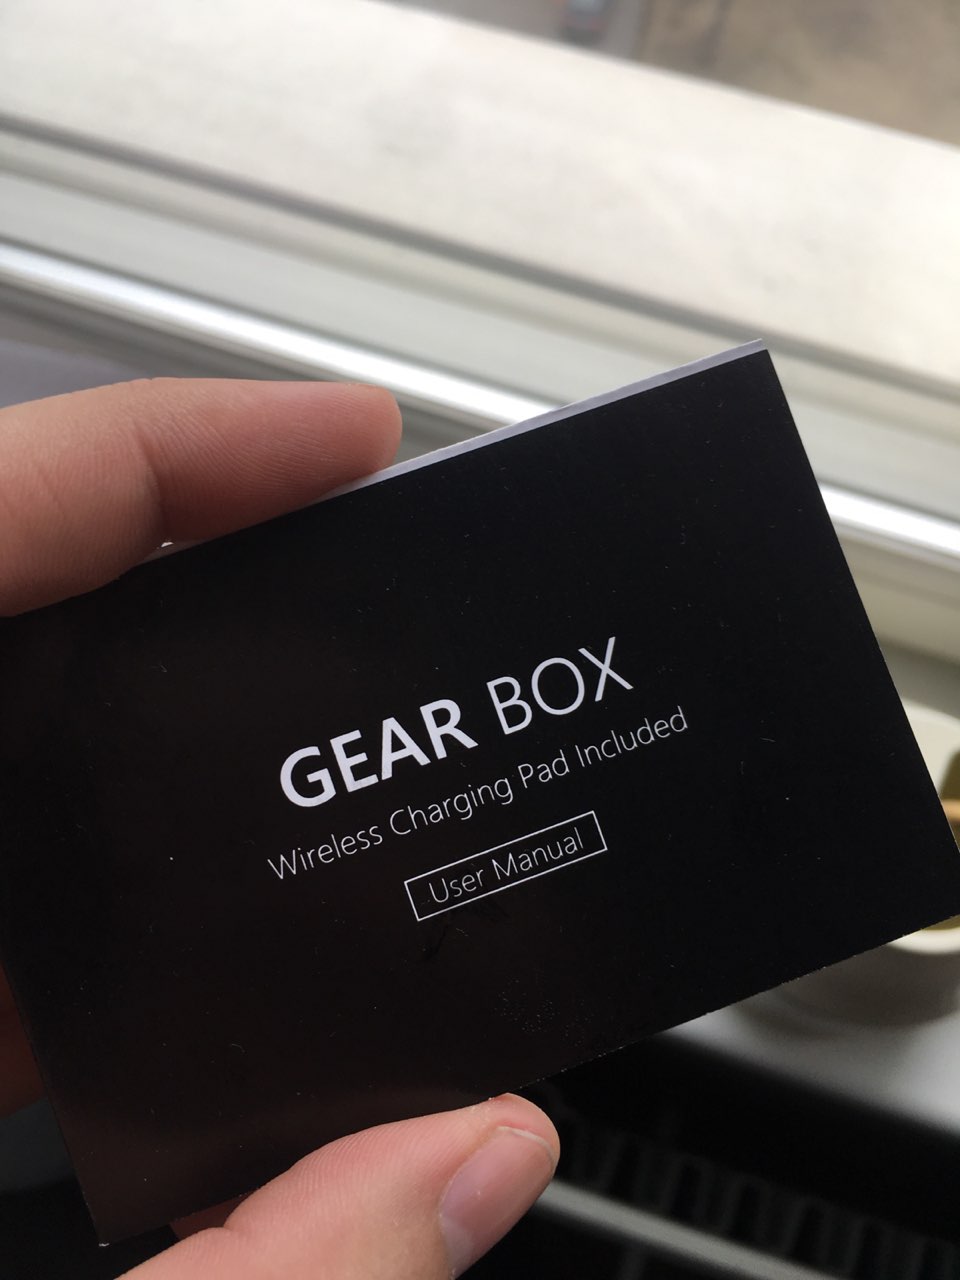 GEAR BOX
Wireless Charging Pad Included
User Manual